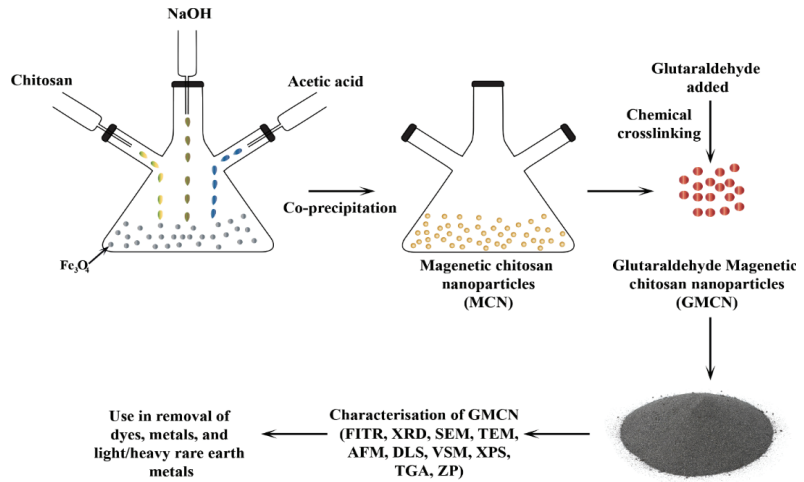 NaOH
Chitosan
Acetic acid
Fe₃O₄
Co-precipitation
Magenetic chitosan
nanoparticles
(MCN)
Glutaraldehyde
added
Chemical
crosslinking
Glutaraldehyde Magenetic
chitosan nanoparticles
(GMCN)
Characterisation of GMCN
(FITR, XRD, SEM, TEM,
AFM, DLS, VSM, XPS,
TGA, ZP)
Use in removal of
dyes, metals, and
light/heavy rare earth
metals